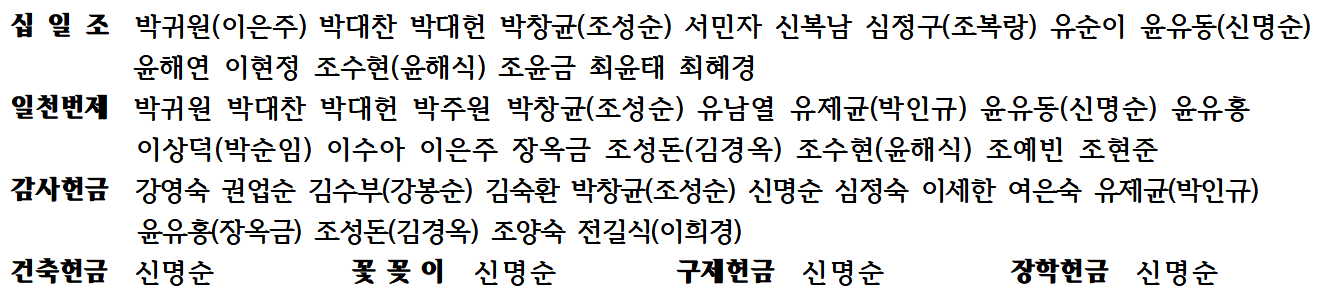 십 일 조 박귀원(이은주) 박대찬 박대헌 박창균(조성순) 서민자 신복남 심정구(조복랑) 유순이 윤유동(신명순)
윤해연 이현정 조수현(윤해식) 조윤금 최윤태 최혜경
일천번제 박귀원 박대찬 박대헌 박주원 박창균(조성순) 유남열 유제균(박인규) 윤유동(신명순) 윤유홍
이상덕(박순임) 이수아 이은주 장옥금 조성돈(김경옥) 조수현(윤해식) 조예빈 조현준
감사헌금 강영숙 권업순 김수부(강봉순) 김숙환 박창균(조성순) 신명순 심정숙 이세한 여은숙 유제균(박인규)
윤유홍(장옥금) 조성돈(김경옥) 조양숙 전길식(이희경)
건축헌금 신명순 꽃 꽂 이 신명순 구제헌금 신명순 장학헌금 신명순